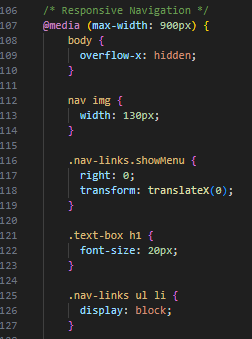 106 /* Responsive Navigation */
107 @media (max-width: 900px) {
108 body {
109 overflow-x: hidden;
110 }
111
112 nav img {
113 width: 130px;
114 }
115
116 .nav-links.showMenu {
117 right: 0;
118 transform: translateX(0);
119 }
120
121 .text-box h1 {
122 font-size: 20px;
123 }
124
125 .nav-links ul li {
126 display: block;
127 }